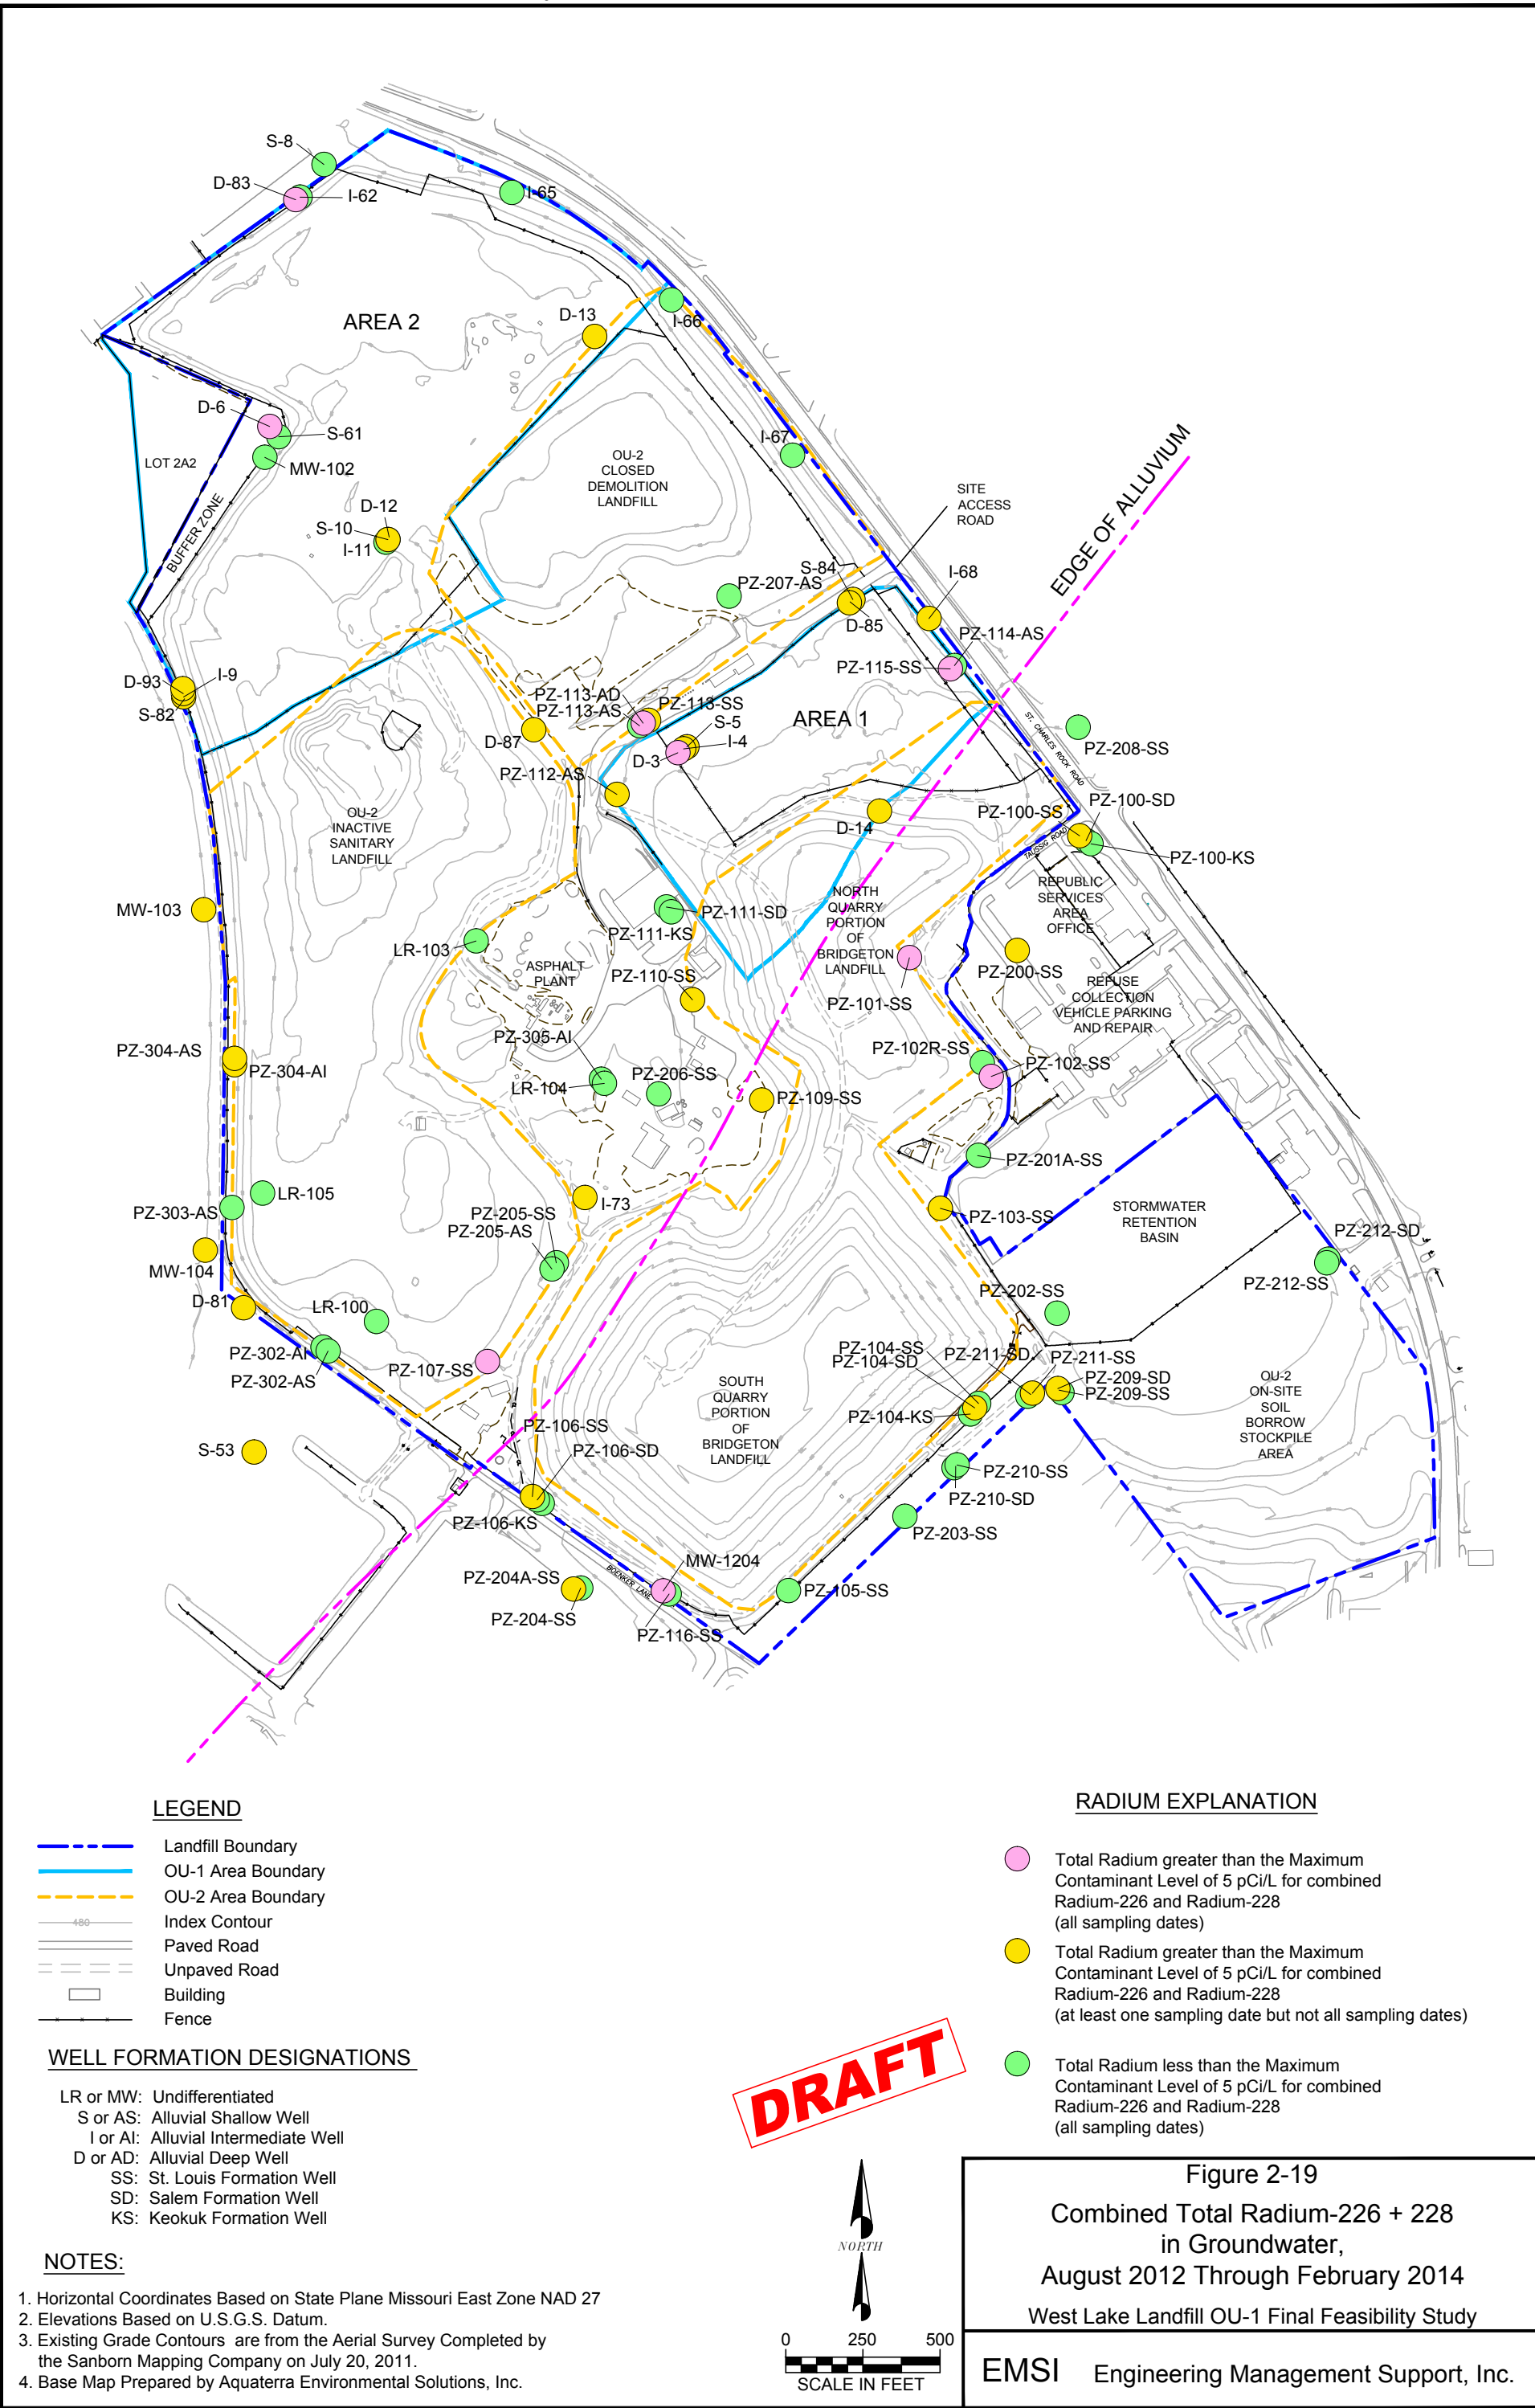 S-8
D-83
I-62
I-65
AREA 2
D-13
I-66
D-6
S-61
LOT 2A2
MW-102
BUFFER ZONE
OU-2
CLOSED
DEMOLITION
LANDFILL
I-67
EDGE OF ALLUVIUM
SITE
ACCESS
ROAD
D-12
S-10
I-11
S-84
PZ-207-AS
I-68
D-85
PZ-114-AS
PZ-115-SS
D-93
I-9
S-82
PZ-113-AD
PZ-113-AS
PZ-113-SS
S-5
I-4
D-3
AREA 1
D-87
PZ-112-AS
ST. CHARLES ROCK ROAD
PZ-208-SS
PZ-100-SS
PZ-100-SD
D-14
TAUSSIG ROAD
PZ-100-KS
OU-2
INACTIVE
SANITARY
LANDFILL
MW-103
LR-103
PZ-111-SD
PZ-111-KS
NORTH
QUARRY
PORTION
OF
BRIDGETON
LANDFILL
REPUBLIC
SERVICES
AREA
OFFICE
ASPHALT
PLANT
PZ-110-SS
PZ-101-SS
PZ-200-SS
REFUSE
COLLECTION
VEHICLE PARKING
AND REPAIR
PZ-304-AS
PZ-304-AI
PZ-305-AI
LR-104
PZ-206-SS
PZ-102R-SS
PZ-102-SS
PZ-109-SS
PZ-201A-SS
LR-105
PZ-303-AS
I-73
PZ-205-SS
PZ-205-AS
PZ-103-SS
STORMWATER
RETENTION
BASIN
PZ-212-SD
PZ-212-SS
MW-104
D-81
LR-100
PZ-202-SS
PZ-302-AI
PZ-302-AS
PZ-107-SS
PZ-104-SS
PZ-104-SD
PZ-211-SD
PZ-211-SS
PZ-209-SD
PZ-209-SS
PZ-104-KS
SOUTH
QUARRY
PORTION
OF
BRIDGETON
LANDFILL
OU-2
ON-SITE
SOIL
BORROW
STOCKPILE
AREA
S-53
PZ-106-SS
PZ-106-SD
PZ-106-KS
PZ-210-SS
PZ-210-SD
PZ-203-SS
MW-1204
PZ-204A-SS
PZ-204-SS
BOENKER LANE
PZ-105-SS
PZ-116-SS
LEGEND
Landfill Boundary
OU-1 Area Boundary
OU-2 Area Boundary
480
Index Contour
Paved Road
Unpaved Road
Building
Fence
WELL FORMATION DESIGNATIONS
LR or MW: Undifferentiated
S or AS: Alluvial Shallow Well
I or AI: Alluvial Intermediate Well
D or AD: Alluvial Deep Well
SS: St. Louis Formation Well
SD: Salem Formation Well
KS: Keokuk Formation Well
NOTES:
1. Horizontal Coordinates Based on State Plane Missouri East Zone NAD 27
2. Elevations Based on U.S.G.S. Datum.
3. Existing Grade Contours are from the Aerial Survey Completed by
the Sanborn Mapping Company on July 20, 2011.
4. Base Map Prepared by Aquaterra Environmental Solutions, Inc.
RADIUM EXPLANATION
Total Radium greater than the Maximum
Contaminant Level of 5 pCi/L for combined
Radium-226 and Radium-228
(all sampling dates)
Total Radium greater than the Maximum
Contaminant Level of 5 pCi/L for combined
Radium-226 and Radium-228
(at least one sampling date but not all sampling dates)
Total Radium less than the Maximum
Contaminant Level of 5 pCi/L for combined
Radium-226 and Radium-228
(all sampling dates)
DRAFT
NORTH
0 250 500
SCALE IN FEET
Figure 2-19
Combined Total Radium-226 + 228
in Groundwater,
August 2012 Through February 2014
West Lake Landfill OU-1 Final Feasibility Study
EMSI Engineering Management Support, Inc.